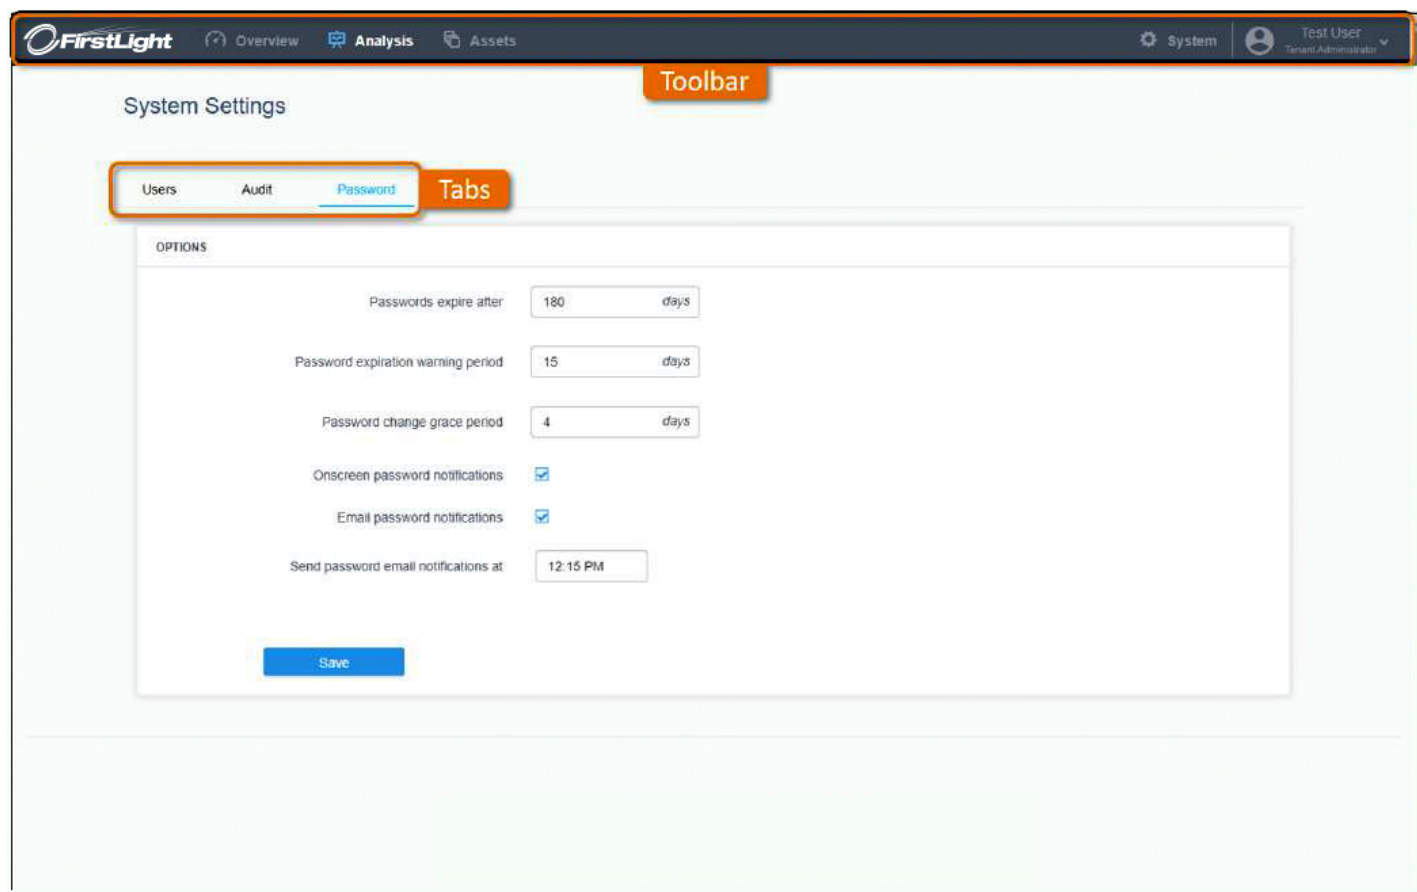 FirstLight Overview Analysis Assets System Test User
Tenant Administrator
Toolbar
System Settings
Users Audit Password Tabs
OPTIONS
Passwords expire after 180 days
Password expiration warning period 15 days
Password change grace period 4 days
Onscreen password notifications
Email password notifications
Send password email notifications at 12:15 PM
Save